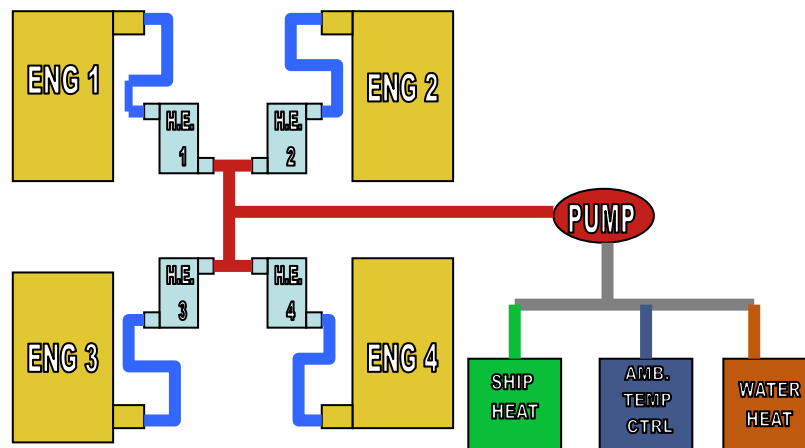 ENG 1
H.E.
1
H.E.
2
ENG 2
PUMP
H.E.
3
H.E.
4
ENG 3
ENG 4
SHIP
HEAT
AMB.
TEMP
CTRL
WATER
HEAT